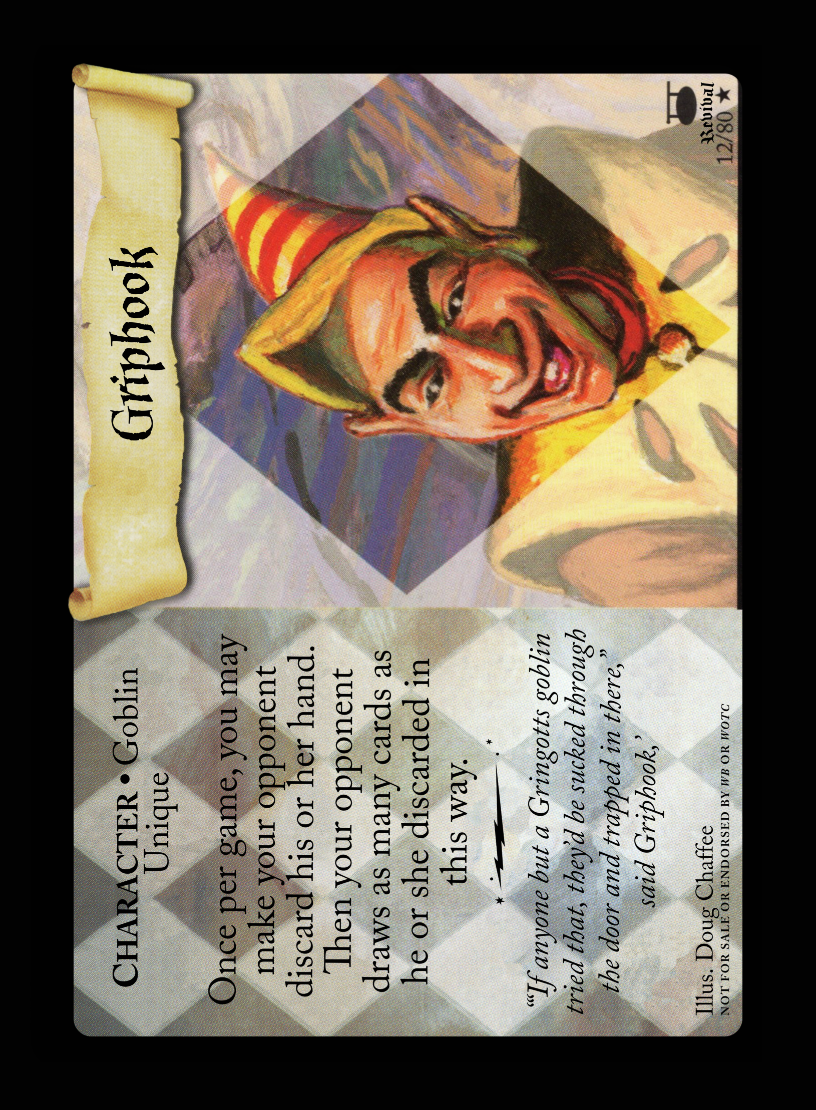 Griphook
CHARACTER • Goblin
Unique
Once per game, you may
make your opponent
discard his or her hand.
Then your opponent
draws as many cards as
he or she discarded in
this way.
“‘If anyone but a Gringotts goblin
tried that, they’d be sucked through
the door and trapped in there,”
said Griphook,’
Illus. Doug Chaffee
NOT FOR SALE OR ENDORSED BY WB OR WOTC
Revival
12/80 ★